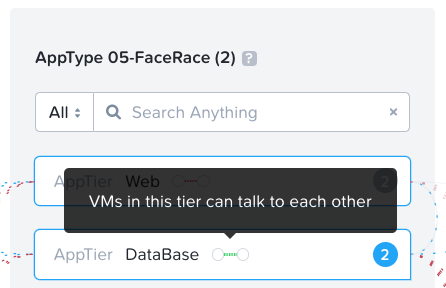 AppType 05-FaceRace (2) ?
All Search Anything ×
AppTier Web 2
VMs in this tier can talk to each other
AppTier DataBase 2